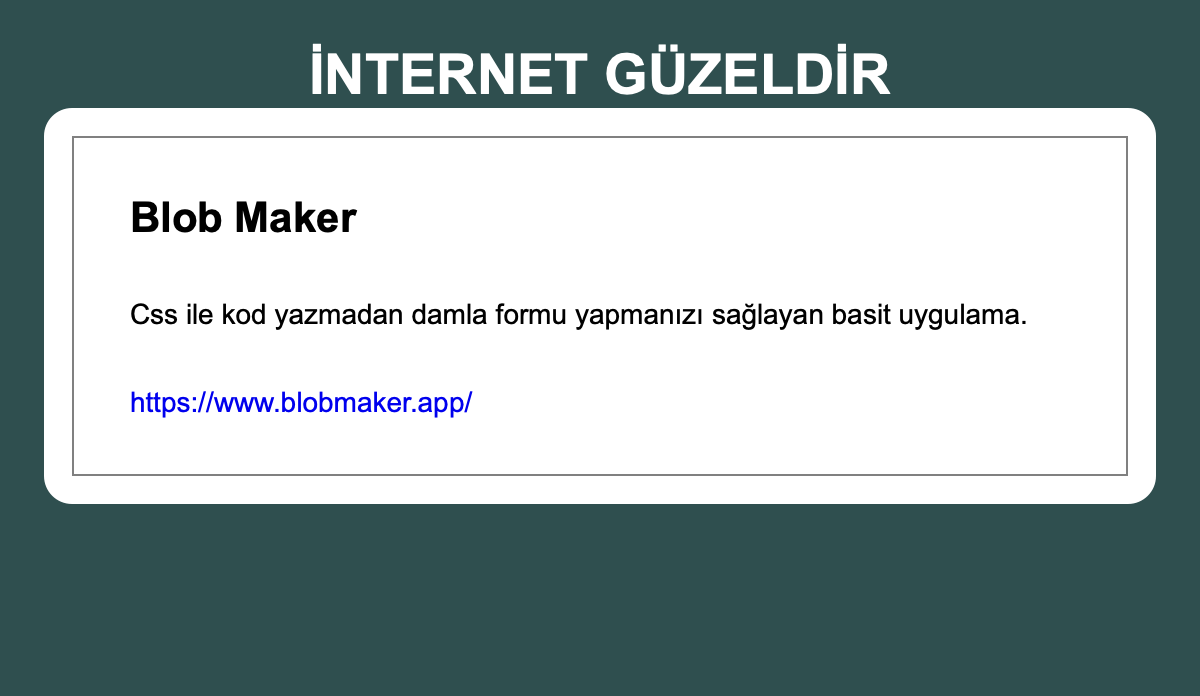 İNTERNET GÜZELDİR
Blob Maker
Css ile kod yazmadan damla formu yapmanızı sağlayan basit uygulama.
https://www.blobmaker.app/